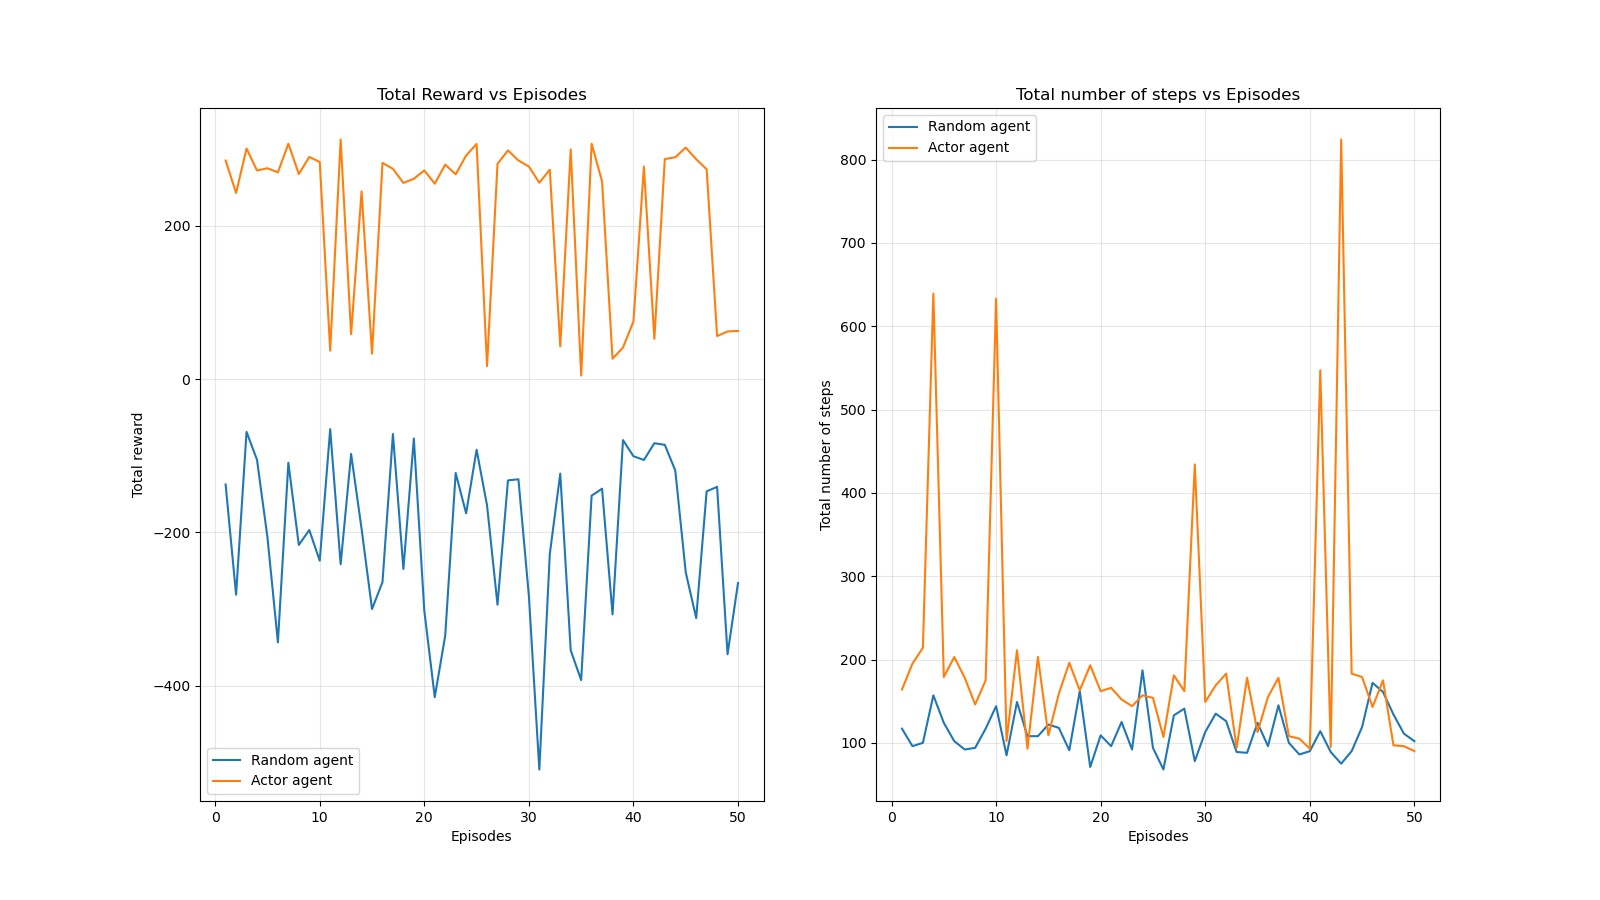 Total Reward vs Episodes
Total reward
200
0
−200
−400
Random agent
Actor agent
0 10 20 30 40 50
Episodes
Total number of steps vs Episodes
Random agent
Actor agent
Total number of steps
800
700
600
500
400
300
200
100
0 10 20 30 40 50
Episodes